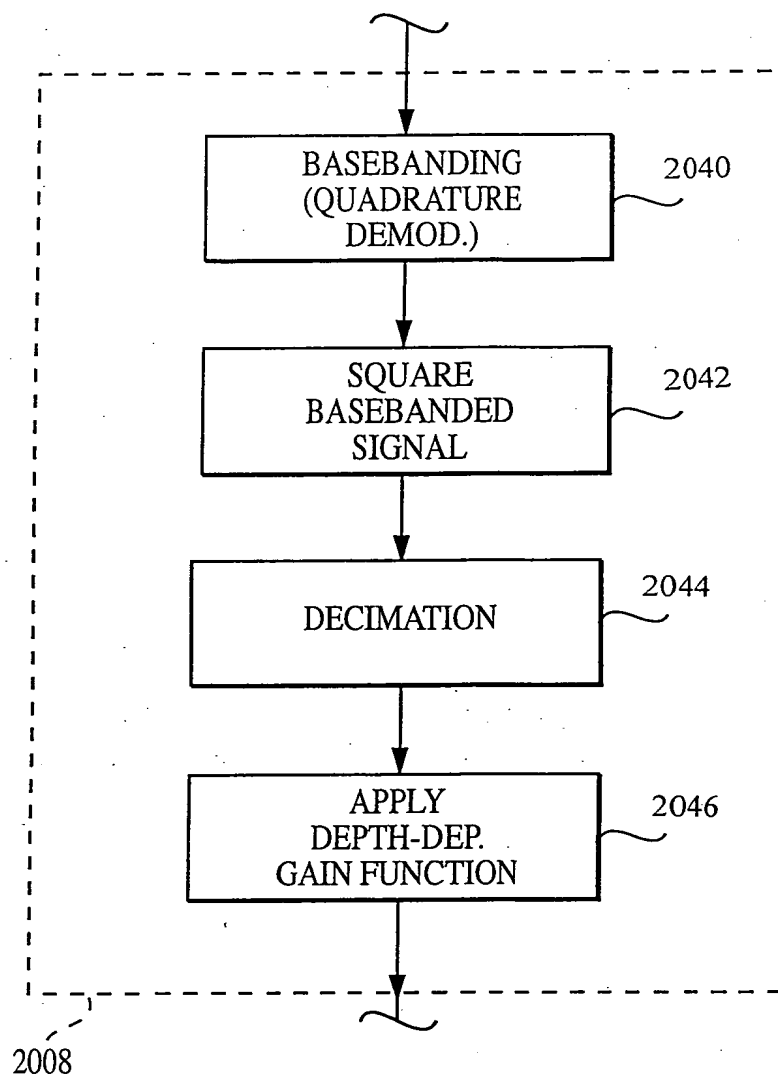 BASEBANDING
(QUADRATURE
DEMOD.)
2040
SQUARE
BASEBANDED
SIGNAL
2042
DECIMATION
2044
APPLY
DEPTH-DEP.
GAIN FUNCTION
2046
2008